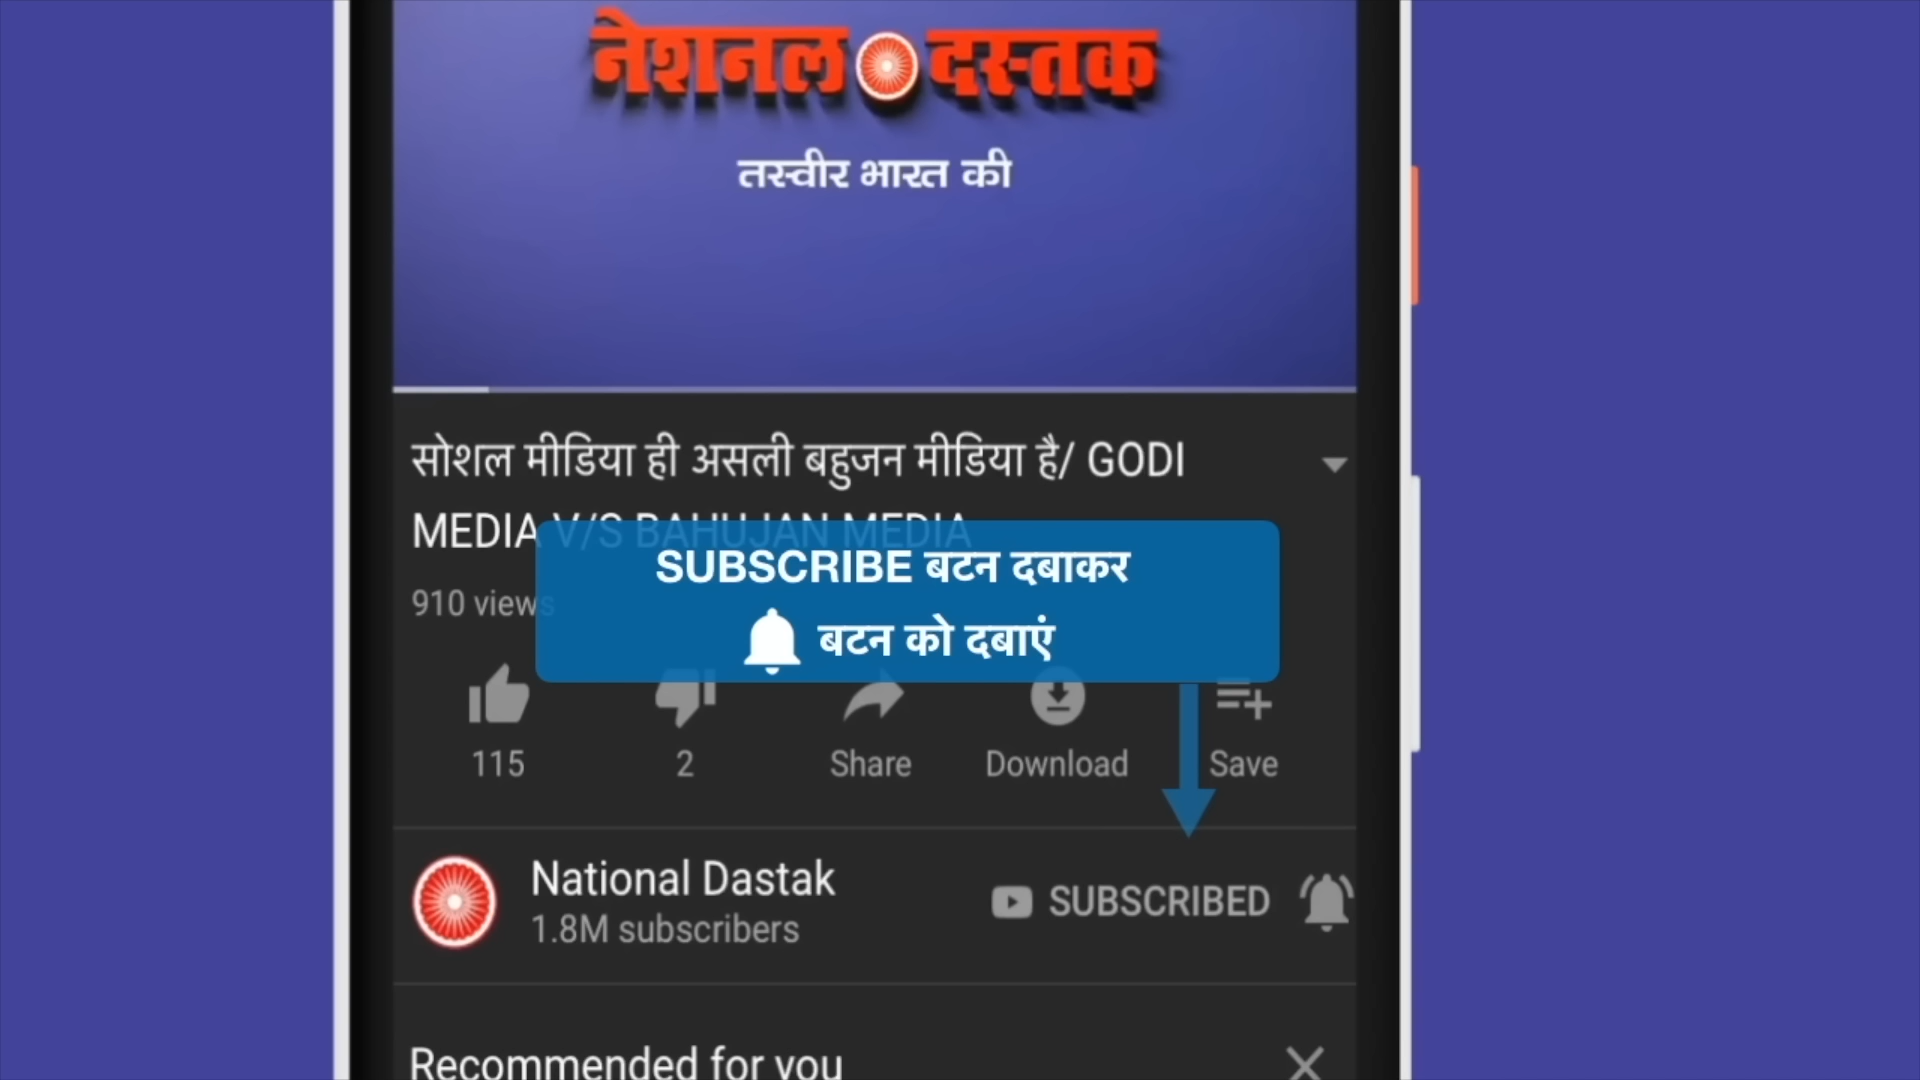 नेशनल दस्तक
तस्वीर भारत की
सोशल मीडिया ही असली बहुजन मीडिया है/ GODI
MEDIA V/S BAHUJAN MEDIA
SUBSCRIBE बटन दबाकर
बटन को दबाएं
910 views
115
2
Share
Download
Save
National Dastak
1.8M subscribers
SUBSCRIBED
Recommended for you